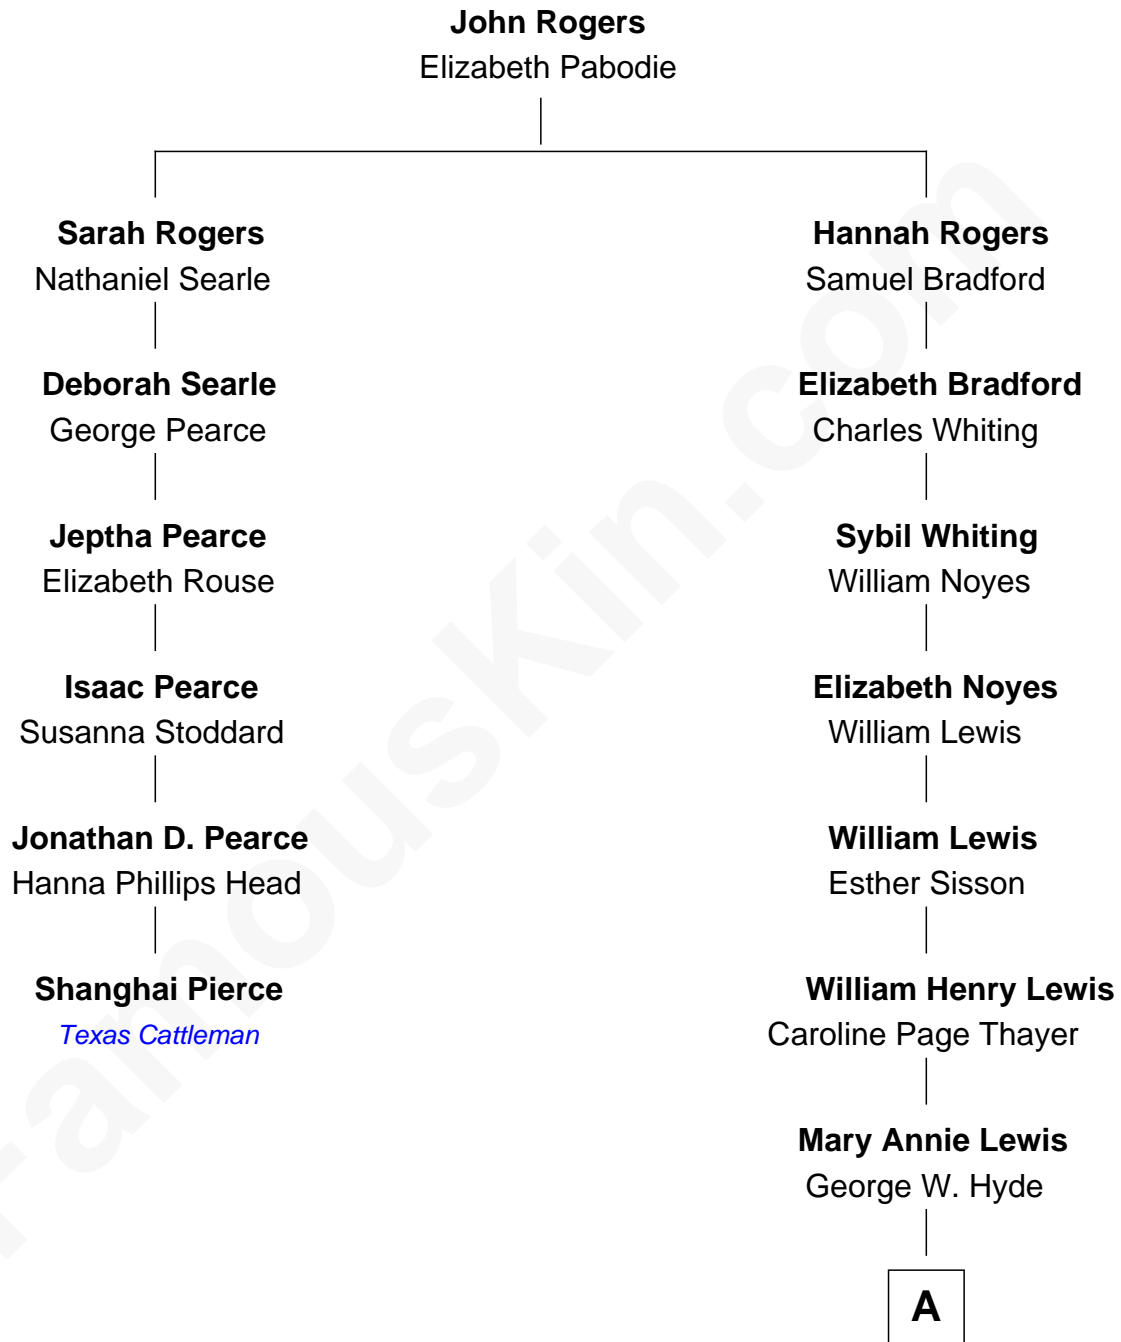 John Rogers
Elizabeth Pabodie
Sarah Rogers
Nathaniel Searle
Hannah Rogers
Samuel Bradford
Deborah Searle
George Pearce
Elizabeth Bradford
Charles Whiting
Jeptha Pearce
Elizabeth Rouse
Sybil Whiting
William Noyes
Isaac Pearce
Susanna Stoddard
Elizabeth Noyes
William Lewis
Jonathan D. Pearce
Hanna Phillips Head
William Lewis
Esther Sisson
Shanghai Pierce
Texas Cattleman
William Henry Lewis
Caroline Page Thayer
Mary Annie Lewis
George W. Hyde
A
FamousKin.com